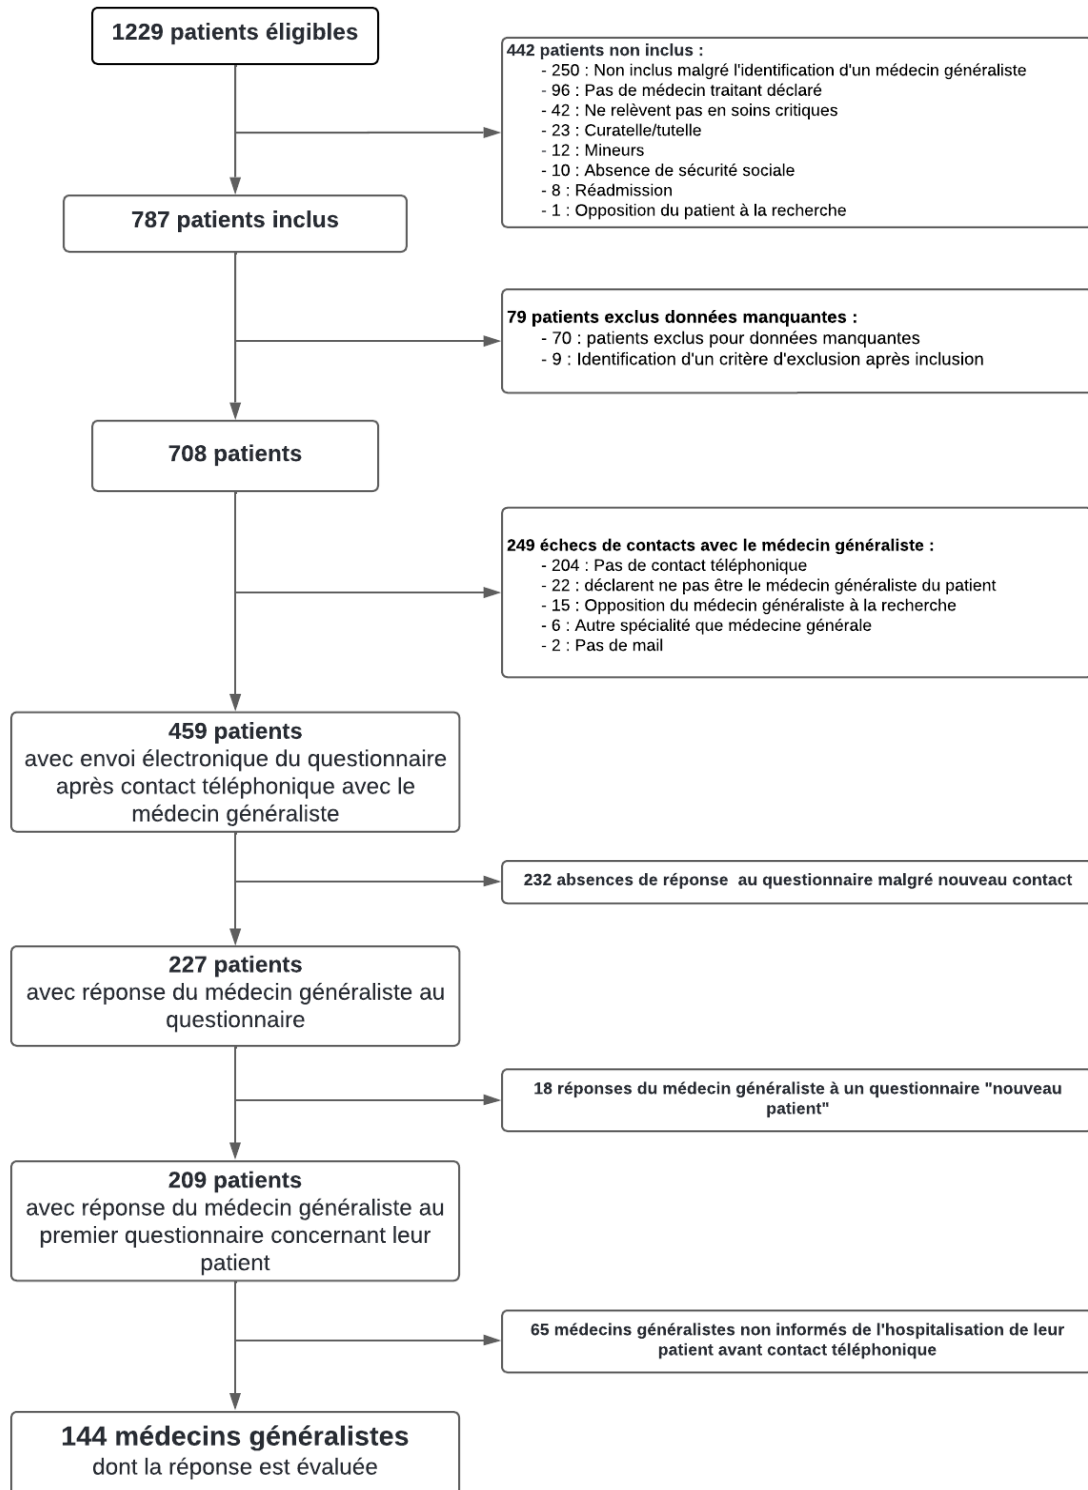 1229 patients éligibles
442 patients non inclus :
- 250 : Non inclus malgré l'identification d'un médecin généraliste
- 96 : Pas de médecin traitant déclaré
- 42 : Ne relèvent pas en soins critiques
- 23 : Curatelle/tutelle
- 12 : Mineurs
- 10 : Absence de sécurité sociale
- 8 : Réadmission
- 1 : Opposition du patient à la recherche
787 patients inclus
79 patients exclus données manquantes :
- 70 : patients exclus pour données manquantes
- 9 : Identification d'un critère d'exclusion après inclusion
708 patients
249 échecs de contacts avec le médecin généraliste :
- 204 : Pas de contact téléphonique
- 22 : déclarent ne pas être le médecin généraliste du patient
- 15 : Opposition du médecin généraliste à la recherche
- 6 : Autre spécialité que médecine générale
- 2 : Pas de mail
459 patients
avec envoi électronique du questionnaire
après contact téléphonique avec le
médecin généraliste
232 absences de réponse au questionnaire malgré nouveau contact
227 patients
avec réponse du médecin généraliste au
questionnaire
18 réponses du médecin généraliste à un questionnaire "nouveau
patient"
209 patients
avec réponse du médecin généraliste au
premier questionnaire concernant leur
patient
65 médecins généralistes non informés de l'hospitalisation de leur
patient avant contact téléphonique
144 médecins généralistes
dont la réponse est évaluée